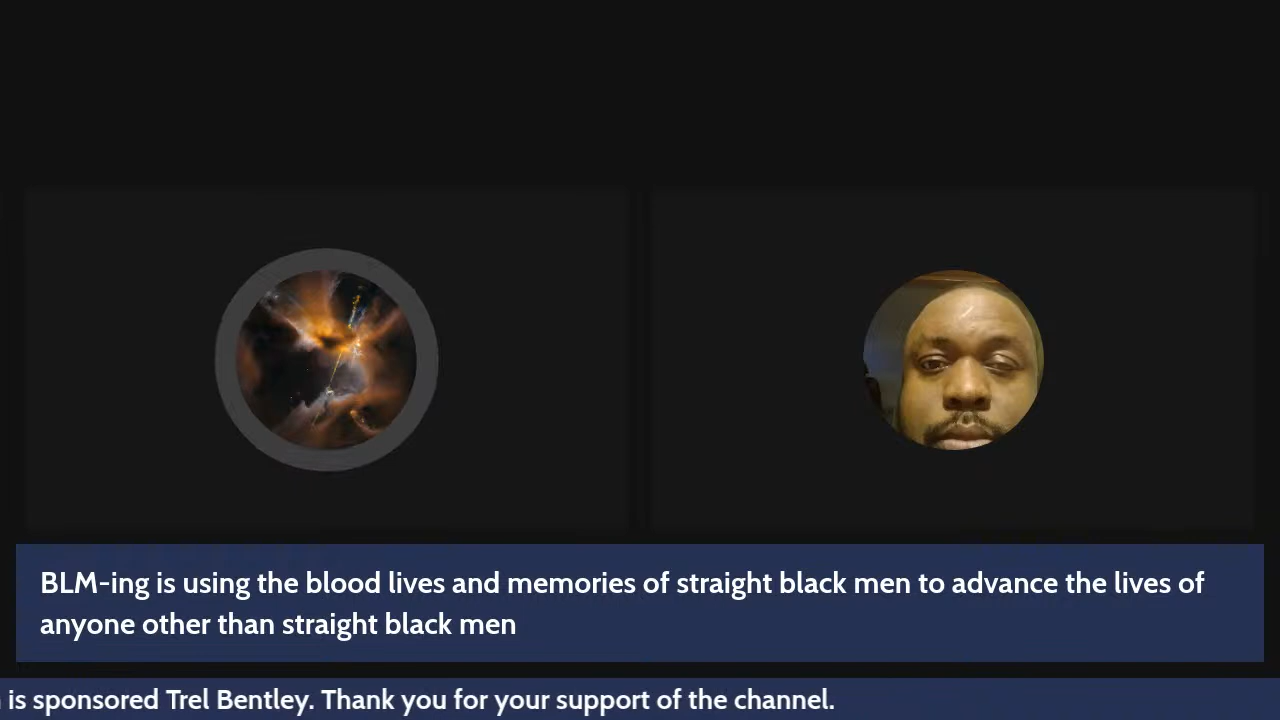 BLM-ing is using the blood lives and memories of straight black men to advance the lives of
anyone other than straight black men
is sponsored Trel Bentley. Thank you for your support of the channel.